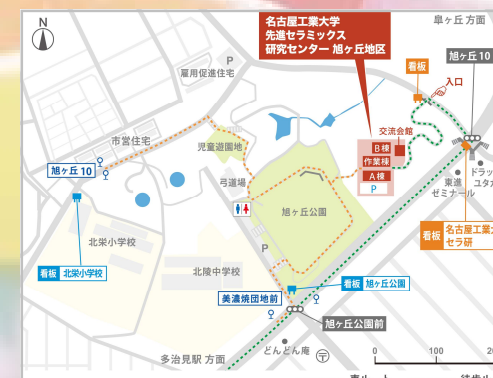 N
名古屋工業大学
先進セラミックス
研究センター 旭ヶ丘地区
皐ヶ丘 方面
P
雇用促進住宅
旭ヶ丘 10
看板
入口
市営住宅
児童遊園地
交流会館
B棟
作業棟
A棟
P
旭ヶ丘 10
弓道場
東進
ゼミナール
ドラッ
ユタカ
旭ヶ丘公園
看板
名古屋工業大
セラ研
北栄小学校
P
看板 北栄小学校
北陵中学校
看板 旭ヶ丘公園
美濃焼団地前
旭ヶ丘公園前
多治見駅 方面
どんどん庵
〒
0
100